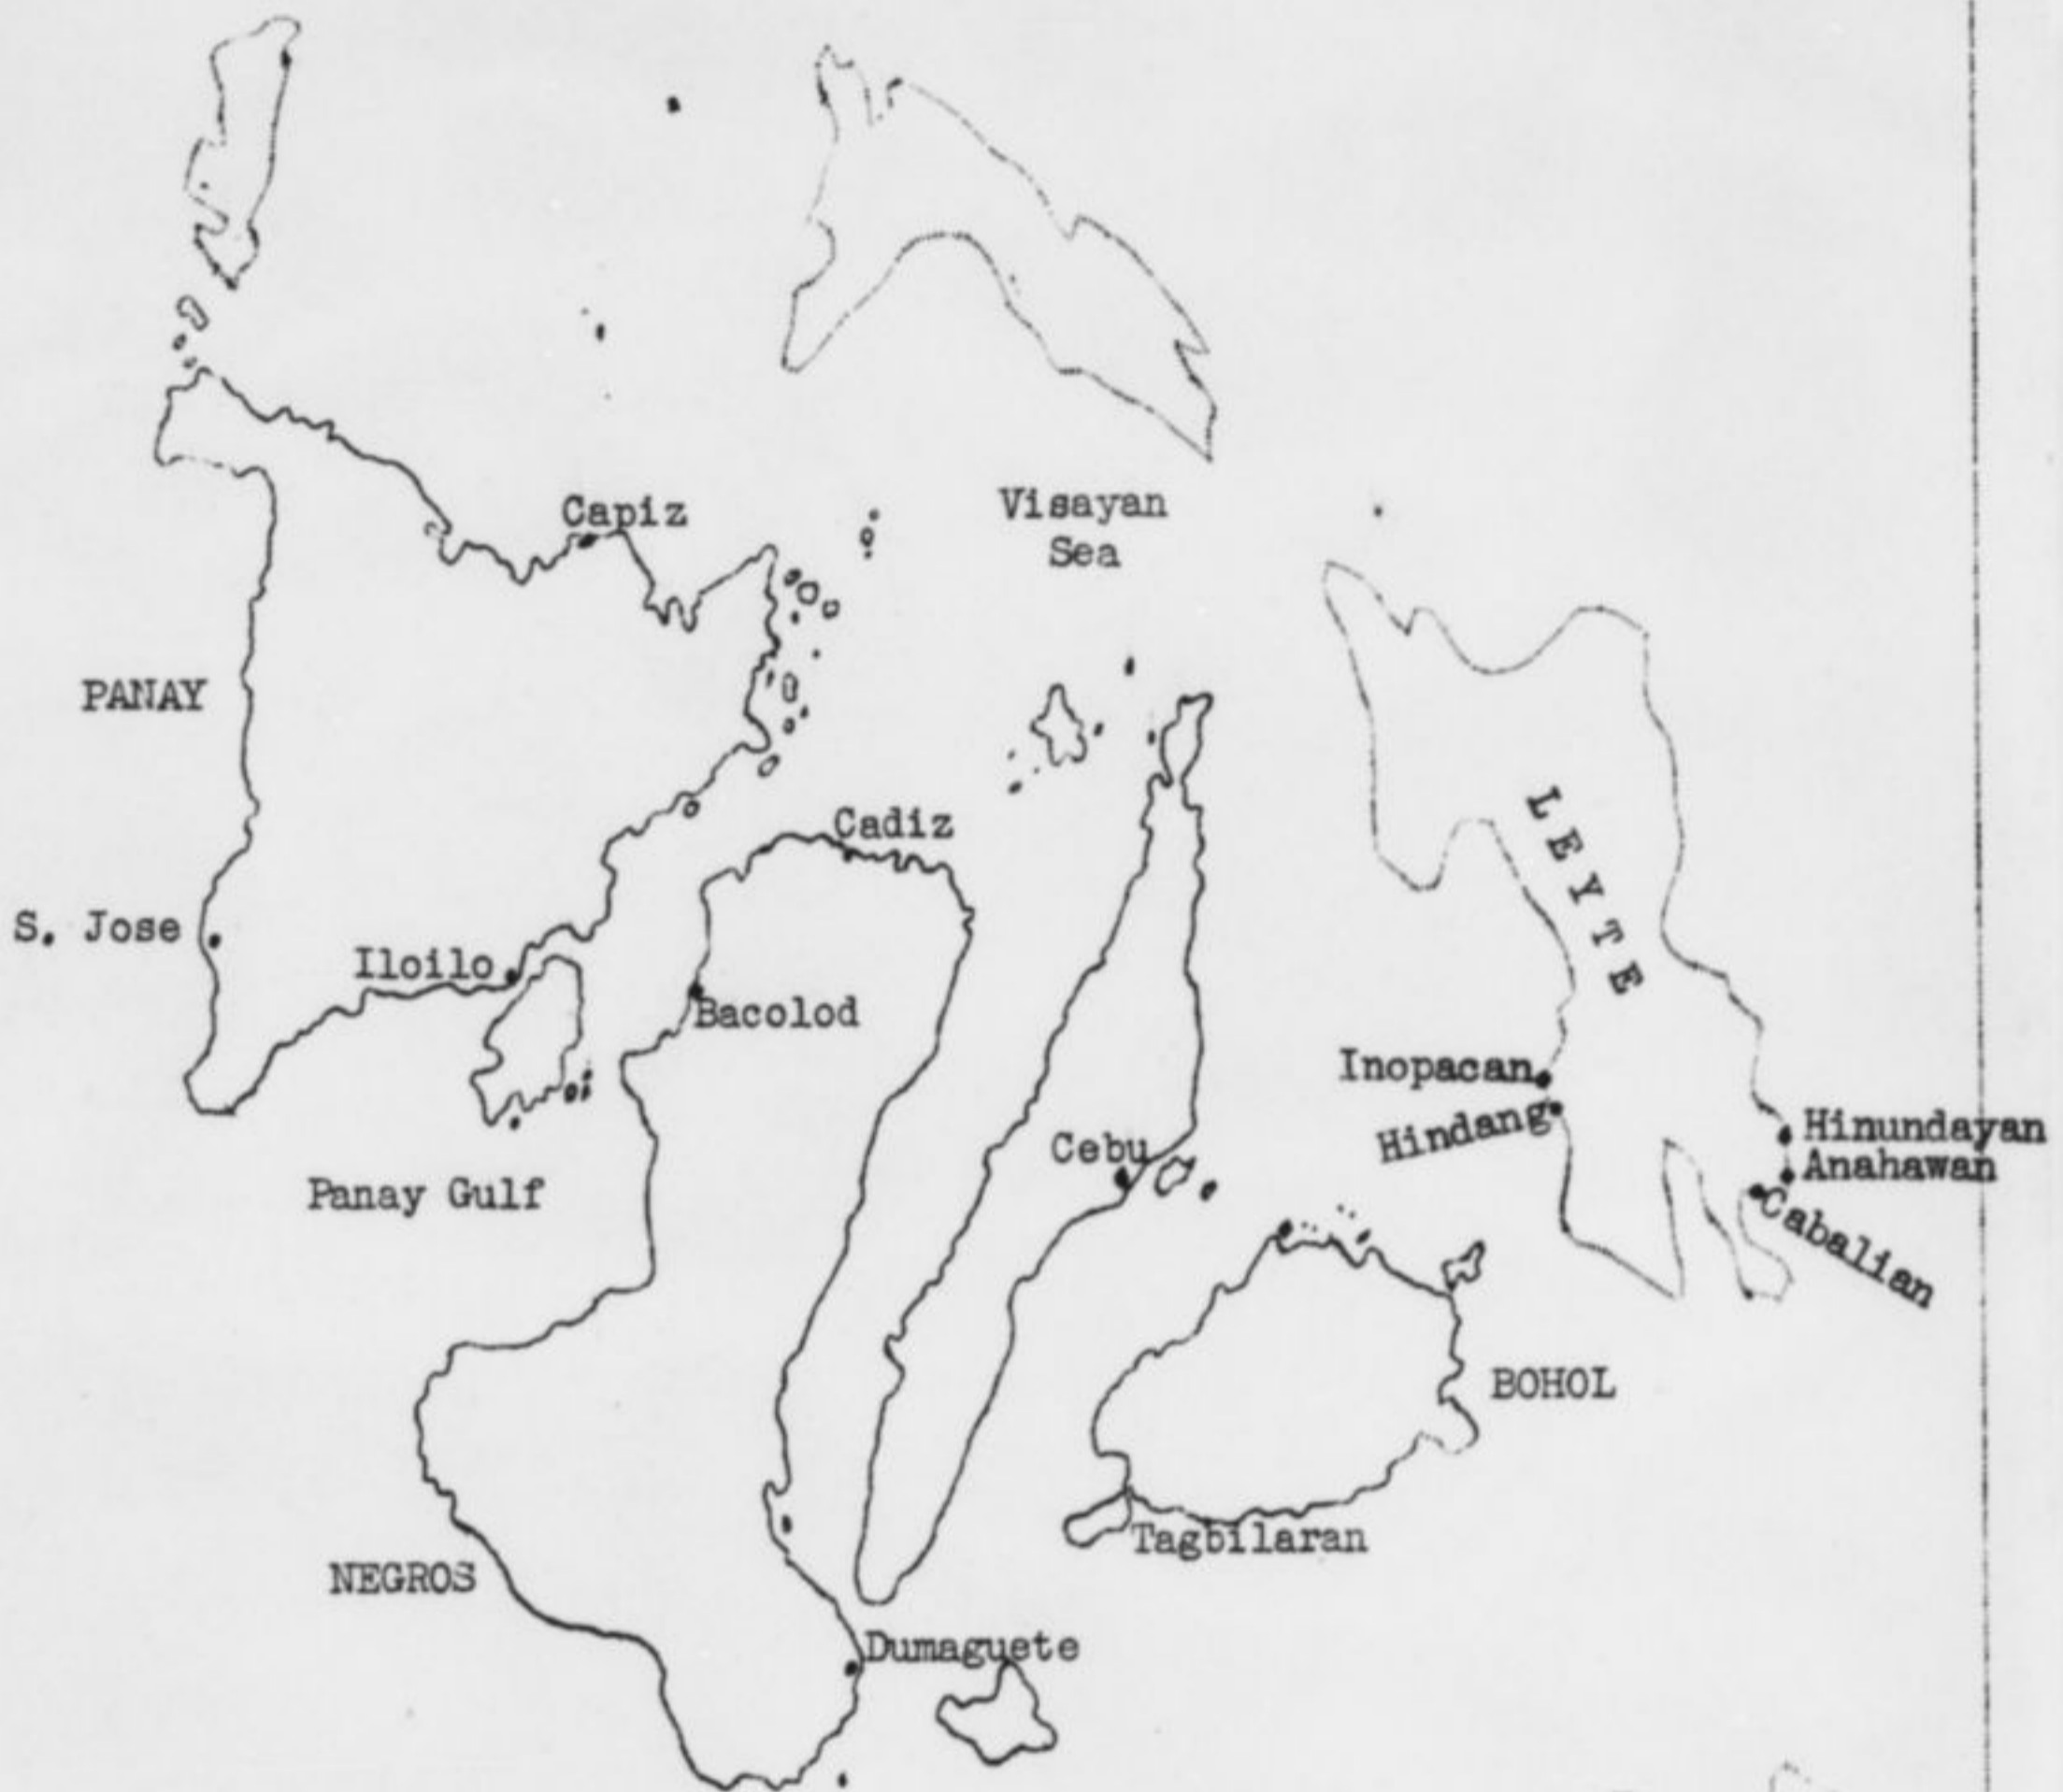 Capiz
Visayan
Sea
PANAY
Cadiz
LEYTE
S. Jose
Iloilo
Bacolod
Inopacan
Hindang
Hinundayan
Anahawan
Cabalian
Cebu
Panay Gulf
BOHOL
Tagbilaran
NEGROS
Dumaguete